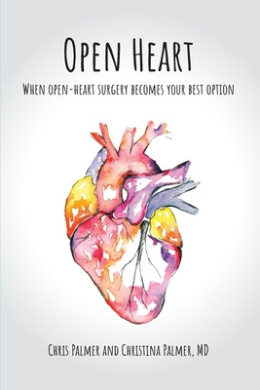 Open Heart
When open-heart surgery becomes your best option
Chris Palmer and Christina Palmer, MD